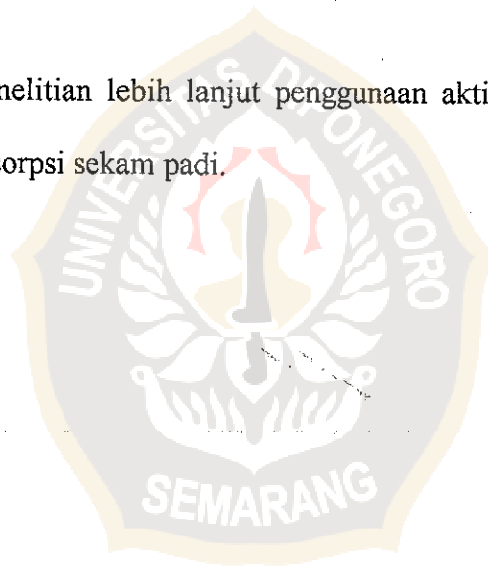 nelitian lebih lanjut penggunaan akti
orpsi sekam padi.
UNIVERSITAS DIPONEGORO
SEMARANG